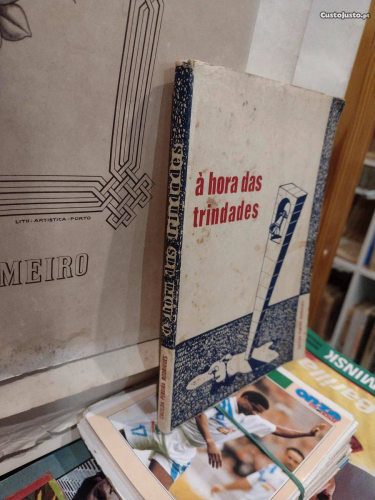 CustoJusto.pt
LITH - ARTISTICA - PORTO
MEIRO
à hora das
trindades
à hora das trindades
MINSK